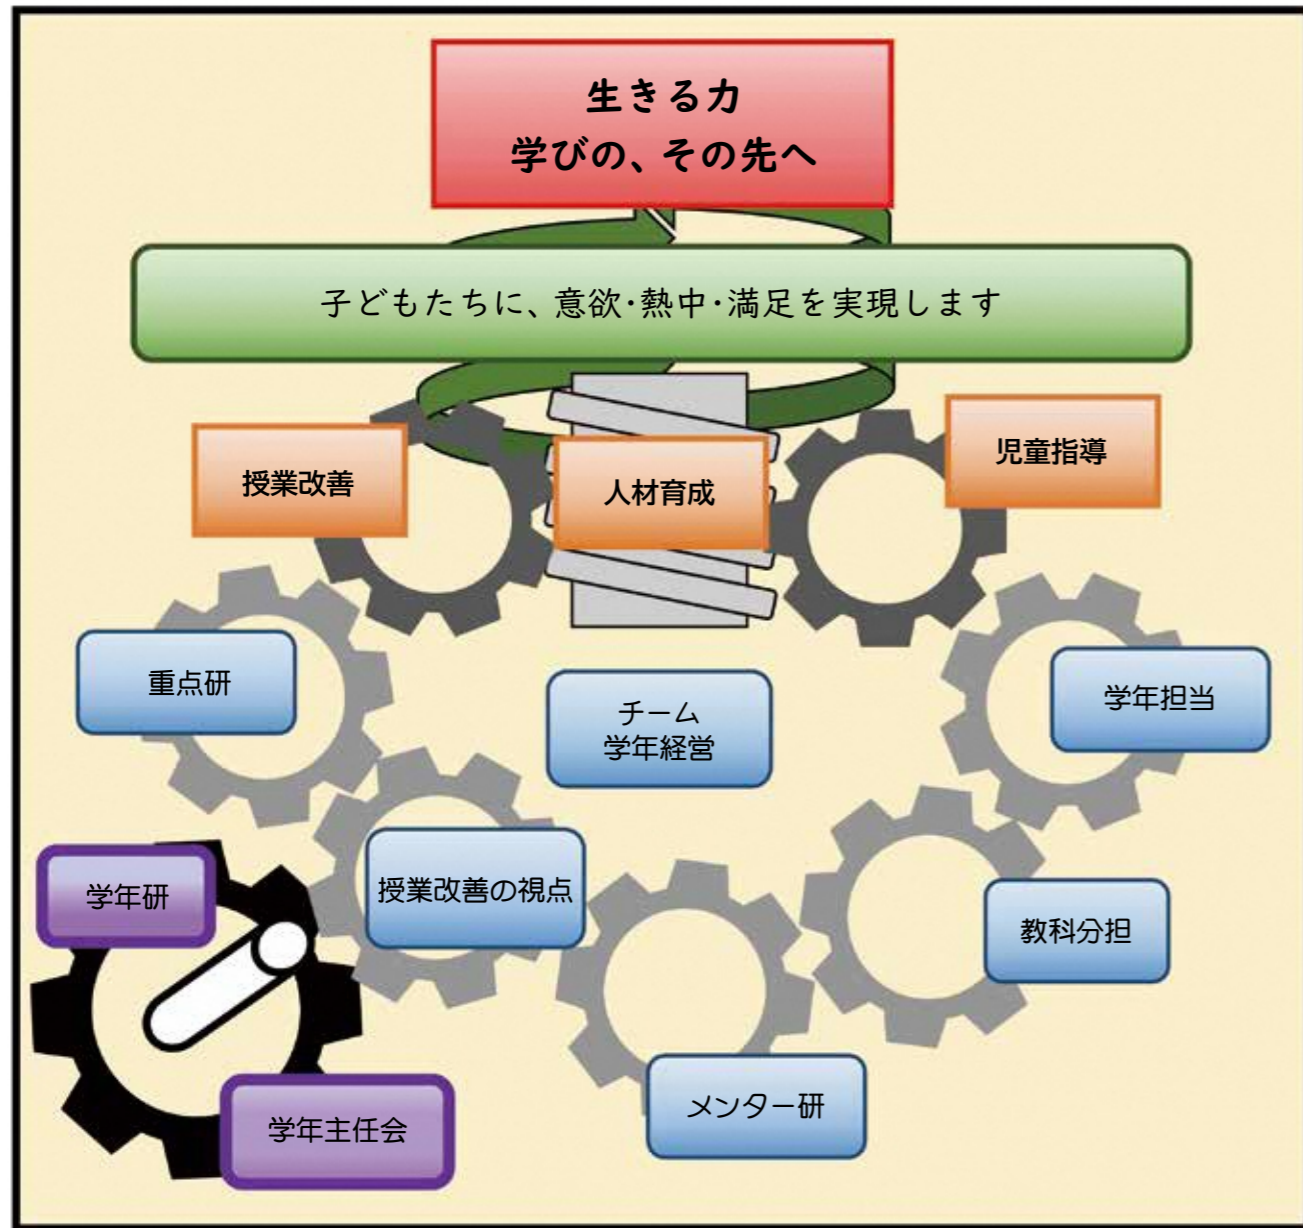 生きる力
学びの、その先へ
子どもたちに、意欲・熱中・満足を実現します
授業改善
人材育成
児童指導
重点研
チーム
学年経営
学年担当
学年研
授業改善の視点
教科分担
メンター研
学年主任会